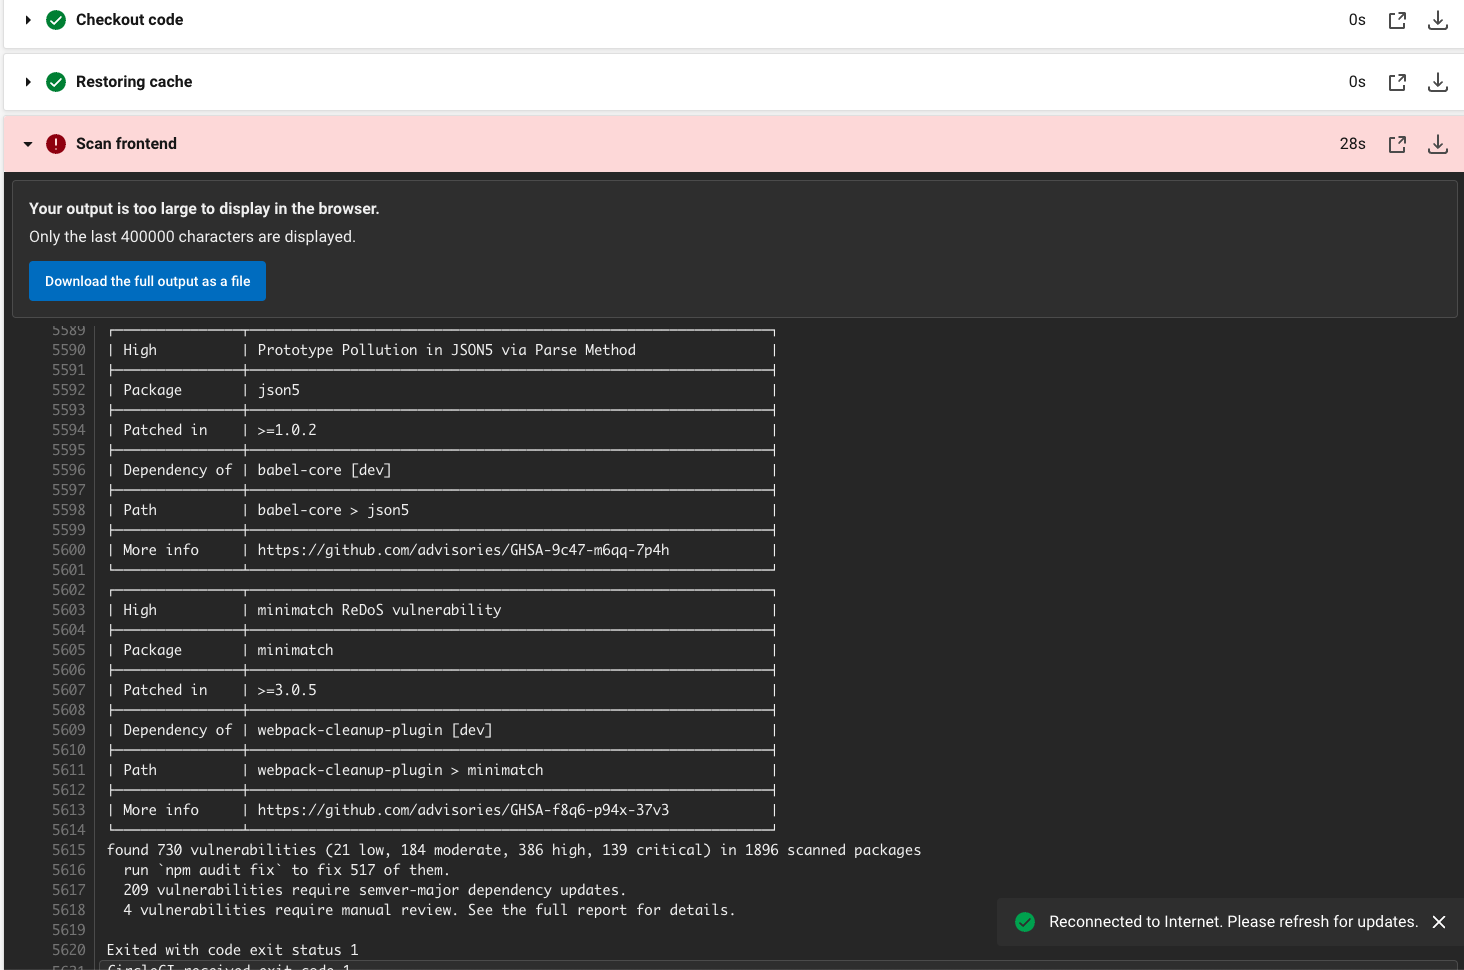 Checkout code 0s
Restoring cache 0s
Scan frontend 28s
Your output is too large to display in the browser.
Only the last 400000 characters are displayed.
Download the full output as a file
5589
5590 | High | Prototype Pollution in JSON5 via Parse Method |
5591
5592 | Package | json5 |
5593
5594 | Patched in | >=1.0.2 |
5595
5596 | Dependency of | babel-core [dev] |
5597
5598 | Path | babel-core > json5 |
5599
5600 | More info | https://github.com/advisories/GHSA-9c47-m6qq-7p4h |
5601
5602
5603 | High | minimatch ReDoS vulnerability |
5604
5605 | Package | minimatch |
5606
5607 | Patched in | >=3.0.5 |
5608
5609 | Dependency of | webpack-cleanup-plugin [dev] |
5610
5611 | Path | webpack-cleanup-plugin > minimatch |
5612
5613 | More info | https://github.com/advisories/GHSA-f8q6-p94x-37v3 |
5614
5615 found 730 vulnerabilities (21 low, 184 moderate, 386 high, 139 critical) in 1896 scanned packages
5616 run `npm audit fix` to fix 517 of them.
5617 209 vulnerabilities require semver-major dependency updates.
5618 4 vulnerabilities require manual review. See the full report for details.
5619
Reconnected to Internet. Please refresh for updates.
5620 Exited with code exit status 1
5621 CircleCI received exit code 1